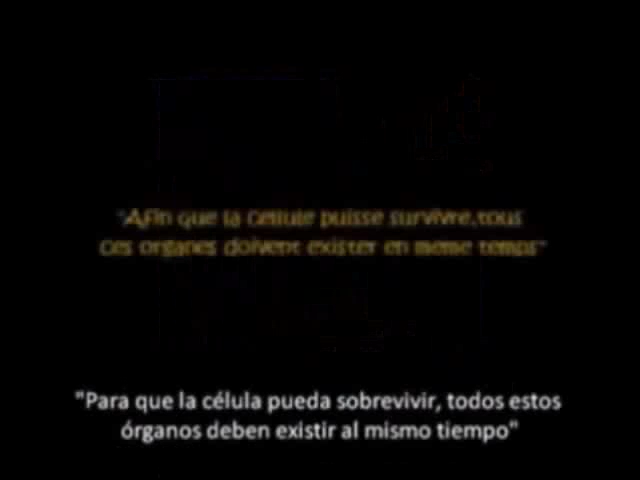 "Afin que la cellule puisse survivre,tous
ces organes doivent exister en meme temps"
"Para que la célula pueda sobrevivir, todos estos
órganos deben existir al mismo tiempo"